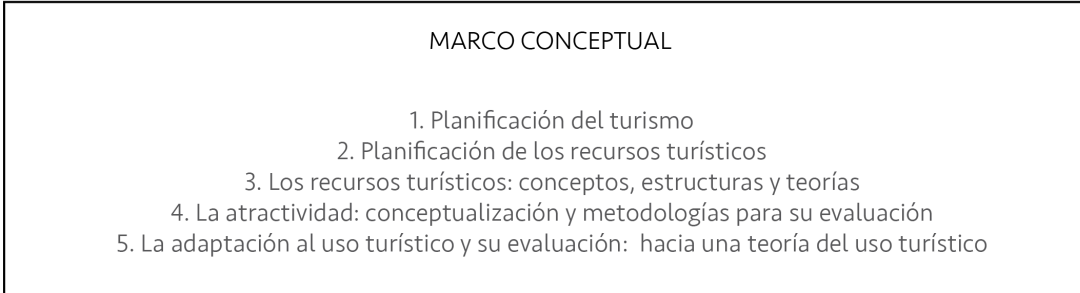 MARCO CONCEPTUAL
1. Planificación del turismo
2. Planificación de los recursos turísticos
3. Los recursos turísticos: conceptos, estructuras y teorías
4. La atractividad: conceptualización y metodologías para su evaluación
5. La adaptación al uso turístico y su evaluación:  hacia una teoría del uso turístico